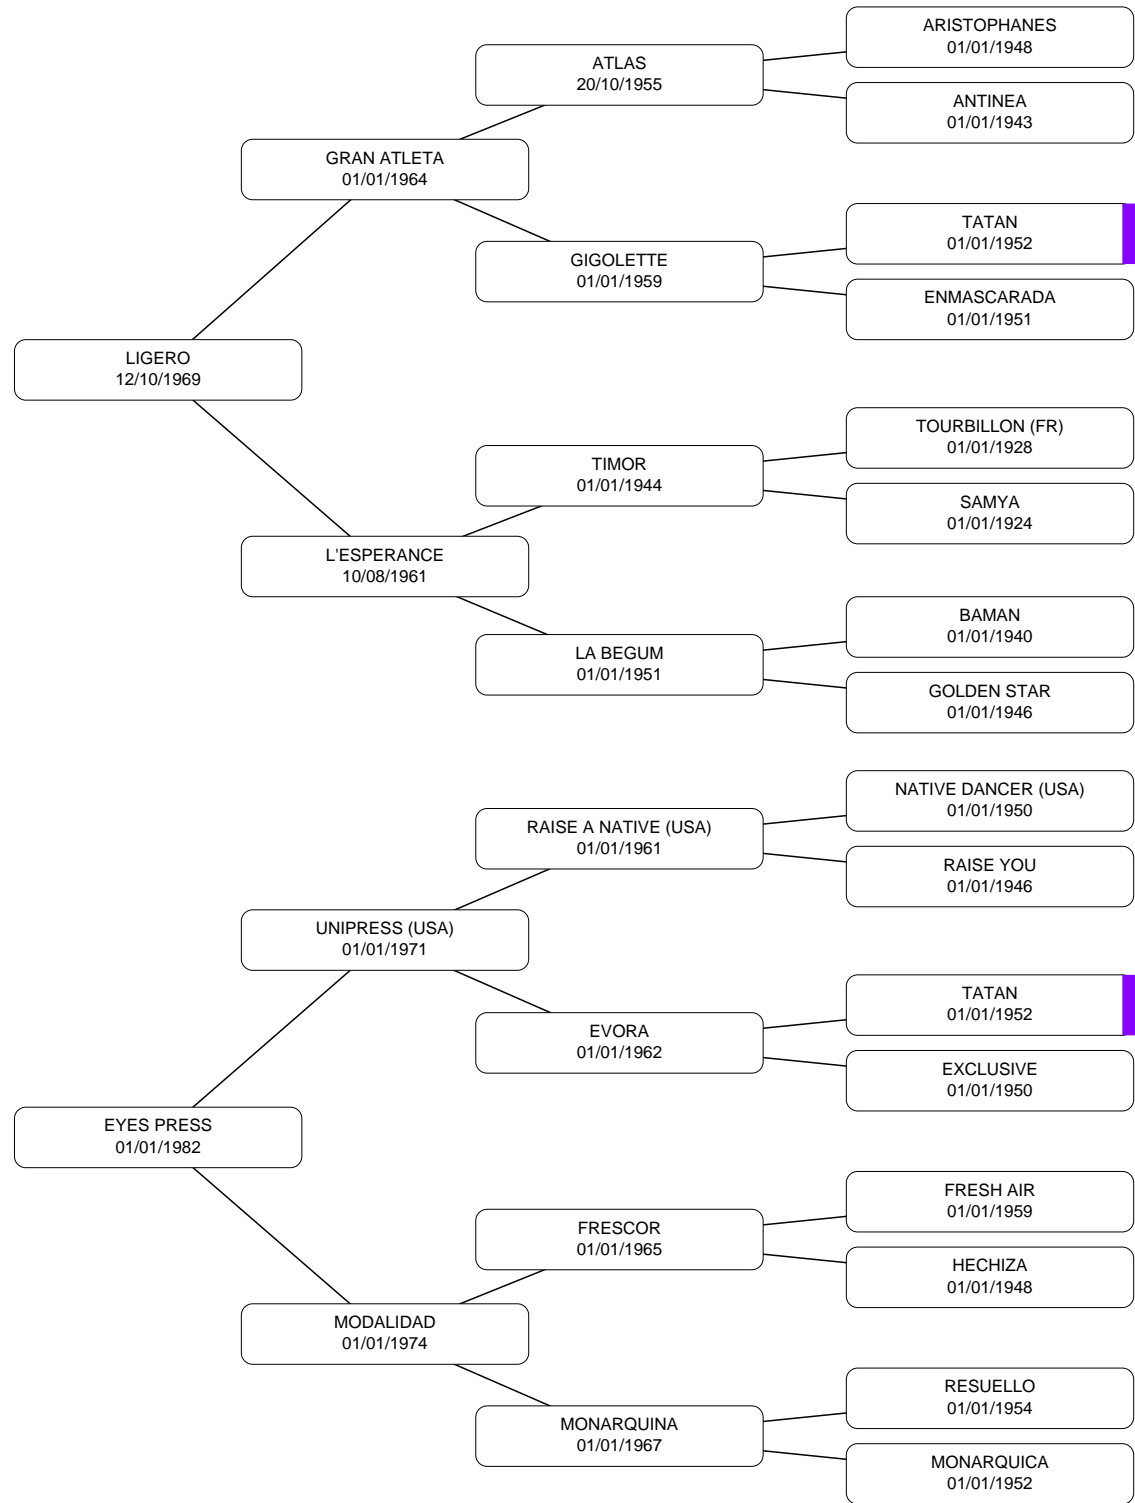 ARISTOPHANES
01/01/1948
ATLAS
20/10/1955
ANTINEA
01/01/1943
GRAN ATLETA
01/01/1964
TATAN
01/01/1952
GIGOLETTE
01/01/1959
ENMASCARADA
01/01/1951
LIGERO
12/10/1969
TOURBILLON (FR)
01/01/1928
TIMOR
01/01/1944
SAMYA
01/01/1924
L'ESPERANCE
10/08/1961
BAMAN
01/01/1940
LA BEGUM
01/01/1951
GOLDEN STAR
01/01/1946
NATIVE DANCER (USA)
01/01/1950
RAISE A NATIVE (USA)
01/01/1961
RAISE YOU
01/01/1946
UNIPRESS (USA)
01/01/1971
TATAN
01/01/1952
EVORA
01/01/1962
EXCLUSIVE
01/01/1950
EYES PRESS
01/01/1982
FRESH AIR
01/01/1959
FRESCOR
01/01/1965
HECHIZA
01/01/1948
MODALIDAD
01/01/1974
RESUELLO
01/01/1954
MONARQUINA
01/01/1967
MONARQUICA
01/01/1952